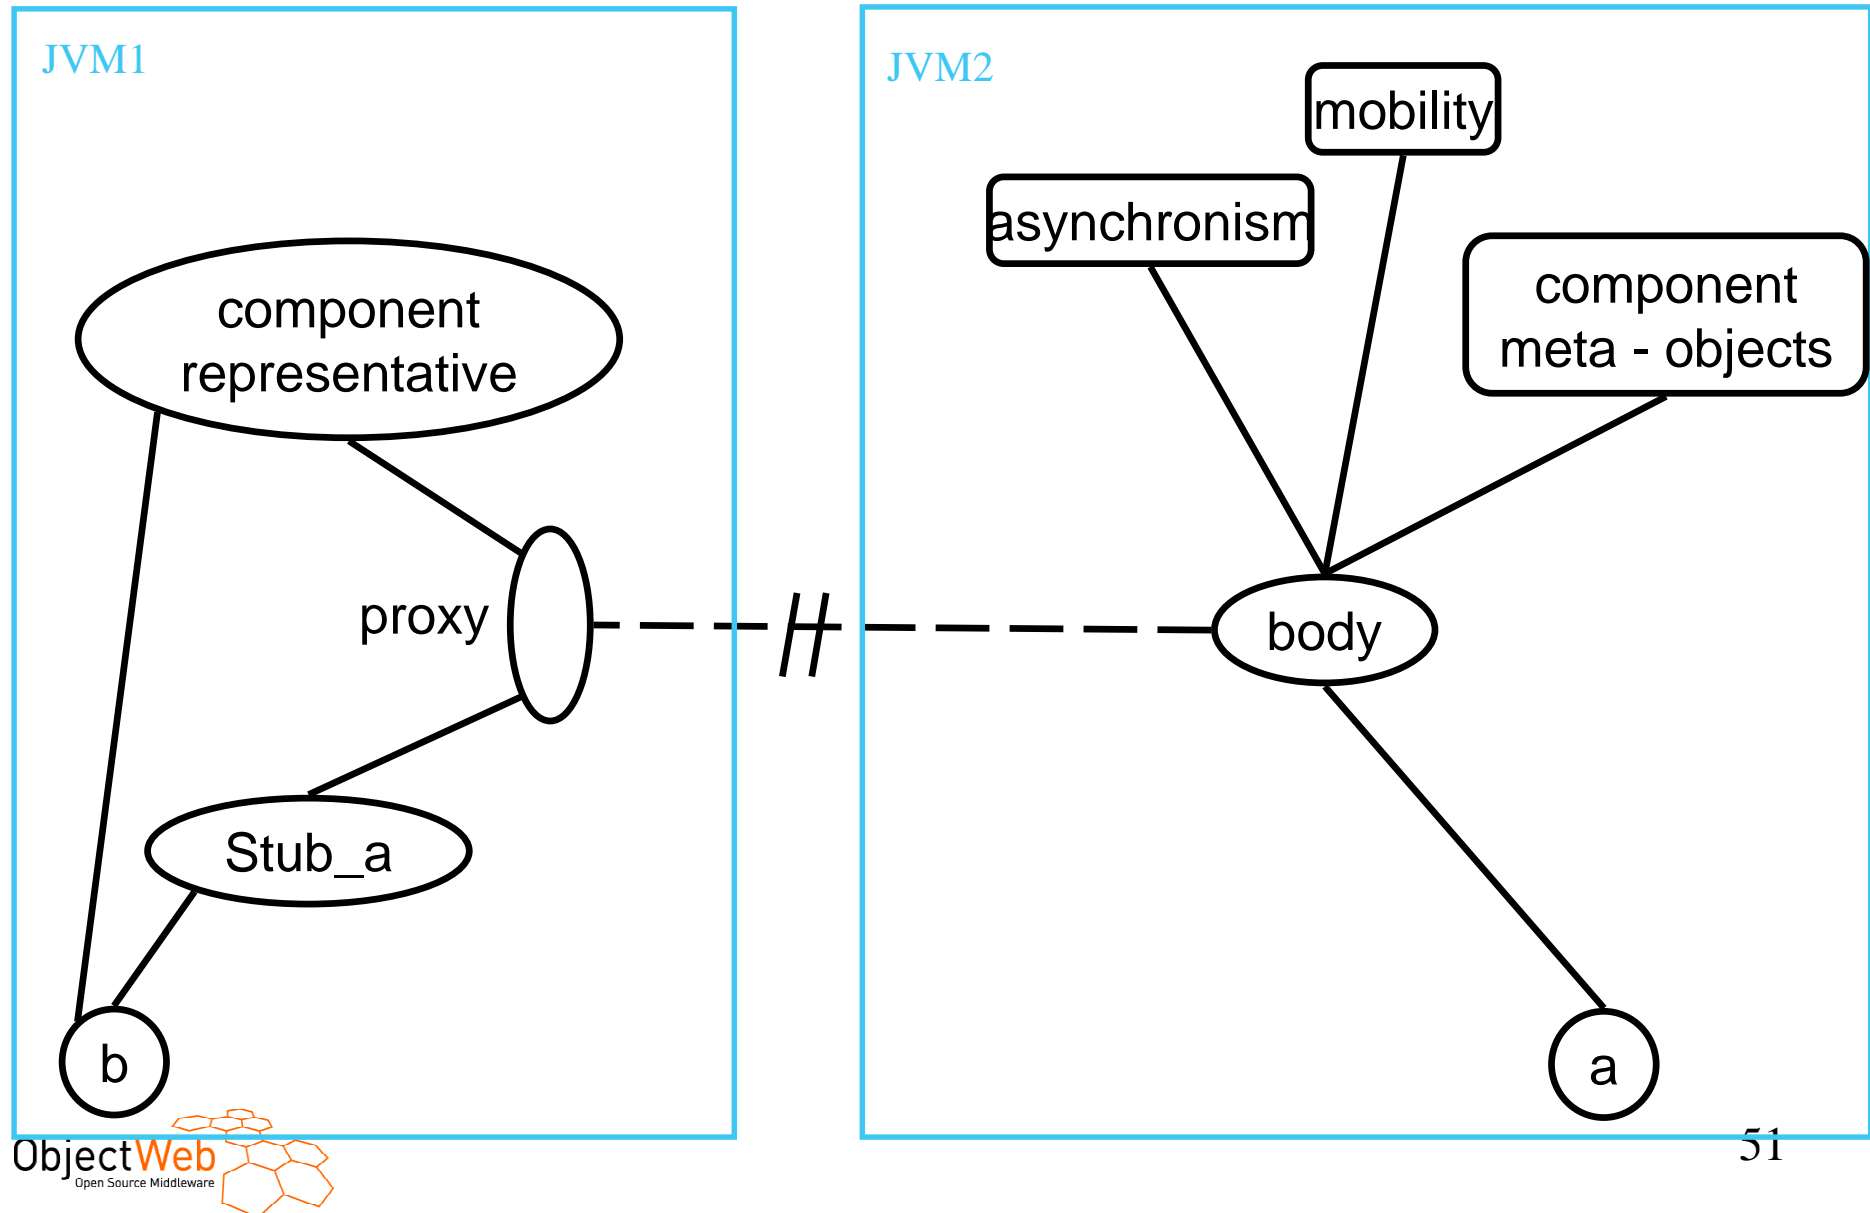 JVM1
JVM2
mobility
asynchronism
component
representative
component
meta - objects
proxy
body
Stub_a
b
a
ObjectWeb
Open Source Middleware
51